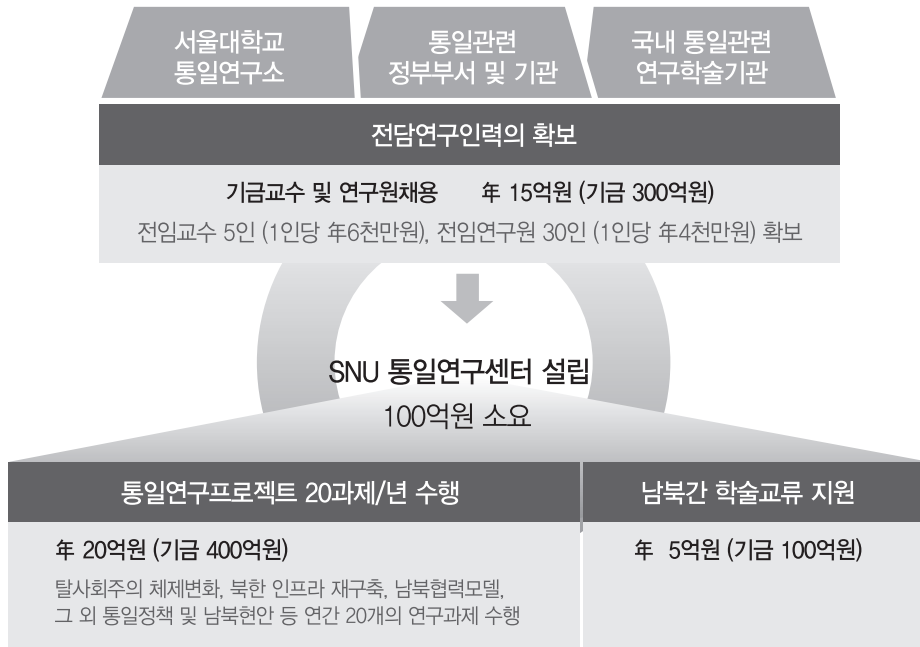 서울대학교
통일연구소
통일관련
정부부서 및 기관
국내 통일관련
연구학술기관
전담연구인력의 확보
기금교수 및 연구원채용 年 15억원 (기금 300억원)
전임교수 5인 (1인당 年6천만원), 전임연구원 30인 (1인당 年4천만원) 확보
SNU 통일연구센터 설립
100억원 소요
통일연구프로젝트 20과제/년 수행
年 20억원 (기금 400억원)
탈사회주의 체제변화, 북한 인프라 재구축, 남북협력모델,
그 외 통일정책 및 남북현안 등 연간 20개의 연구과제 수행
남북간 학술교류 지원
年 5억원 (기금 100억원)